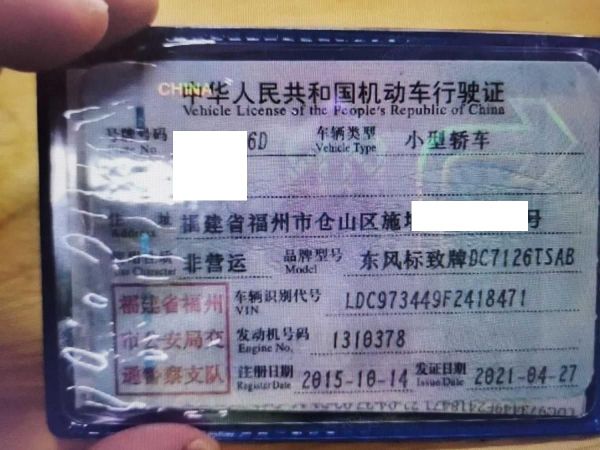 CHINA
中华人民共和国机动车行驶证
Vehicle License of the People's Republic of China
号牌号码 6D 车辆类型 小型轿车
No. Vehicle Type
住 址 福建省福州市仓山区施 号
Address
非营运 品牌型号 东风标致牌DC7126TSAB
Use Character Model
福建省福州 车辆识别代号 LDC973449F2418471
VIN
市公安局交 发动机号码 1310378
Engine No.
通警察支队 注册日期 2015-10-14 发证日期 2021-04-27
Register Date Issue Date